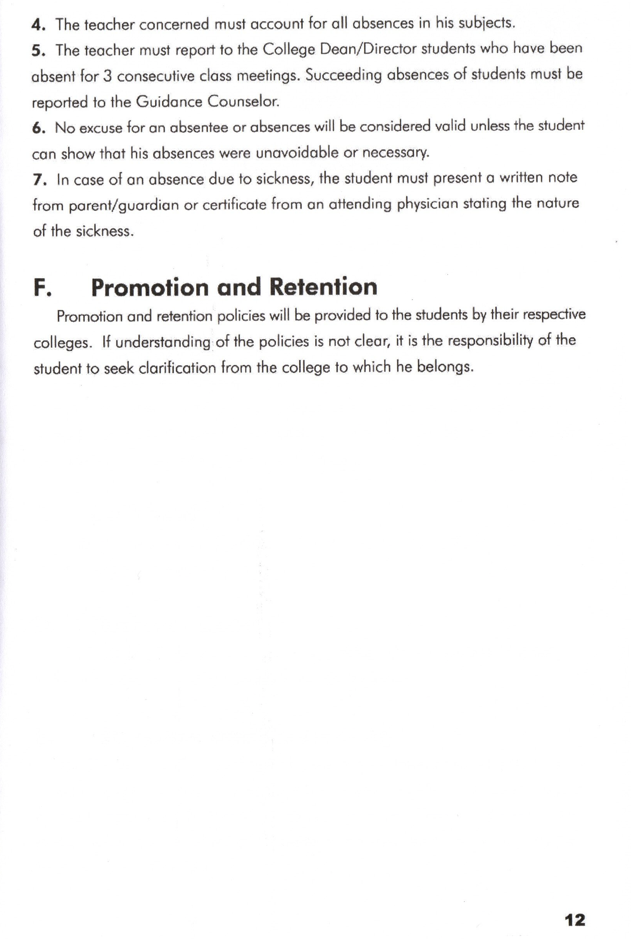 4. The teacher concerned must account for all absences in his subjects.
5. The teacher must report to the College Dean/Director students who have been
absent for 3 consecutive class meetings. Succeeding absences of students must be
reported to the Guidance Counselor.
6. No excuse for an absentee or absences will be considered valid unless the student
can show that his absences were unavoidable or necessary.
7. In case of an absence due to sickness, the student must present a written note
from parent/guardian or certificate from an attending physician stating the nature
of the sickness.
F. Promotion and Retention
Promotion and retention policies will be provided to the students by their respective
colleges. If understanding of the policies is not clear, it is the responsibility of the
student to seek clarification from the college to which he belongs.
12